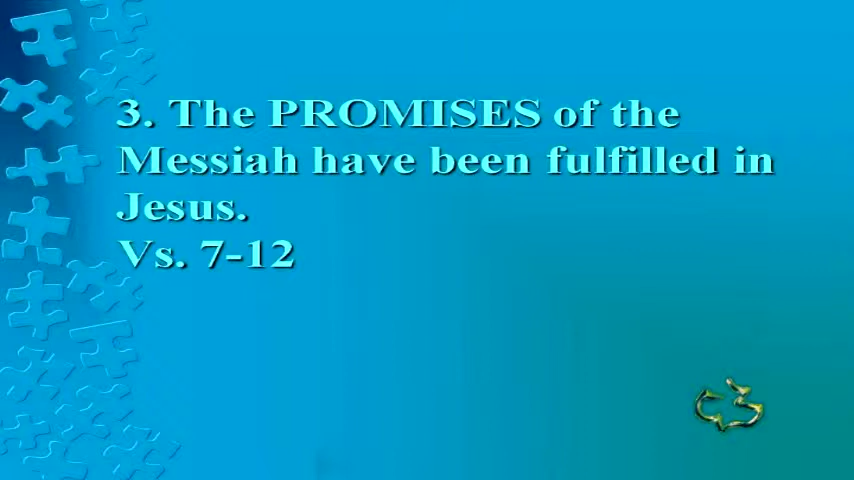 3. The PROMISES of the
Messiah have been fulfilled in
Jesus.
Vs. 7-12